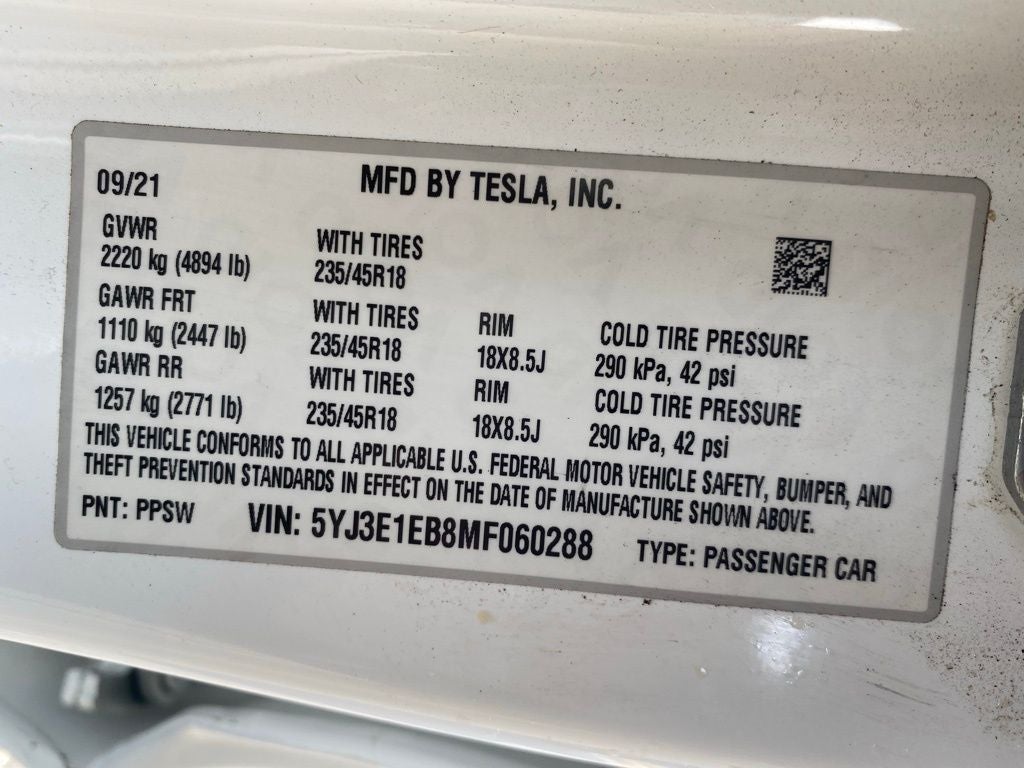 09/21
MFD BY TESLA, INC.
GVWR
2220 kg (4894 lb)
WITH TIRES
235/45R18
GAWR FRT
1110 kg (2447 lb)
WITH TIRES
235/45R18
RIM
18X8.5J
COLD TIRE PRESSURE
290 kPa, 42 psi
GAWR RR
1257 kg (2771 lb)
WITH TIRES
235/45R18
RIM
18X8.5J
COLD TIRE PRESSURE
290 kPa, 42 psi
THIS VEHICLE CONFORMS TO ALL APPLICABLE U.S. FEDERAL MOTOR VEHICLE SAFETY, BUMPER, AND
THEFT PREVENTION STANDARDS IN EFFECT ON THE DATE OF MANUFACTURE SHOWN ABOVE.
PNT: PPSW
VIN: 5YJ3E1EB8MF060288
TYPE: PASSENGER CAR